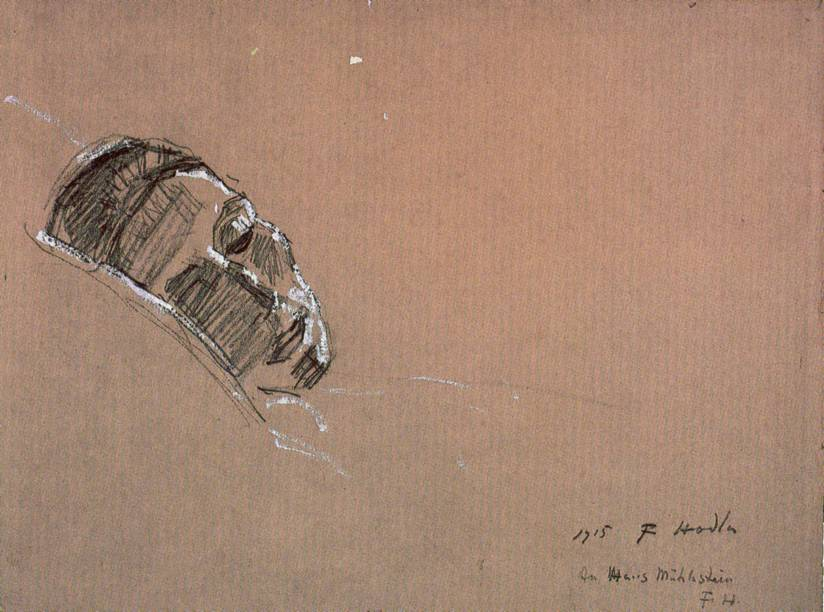 1915 F Hodler
An Hans Mühlestein
F. H.